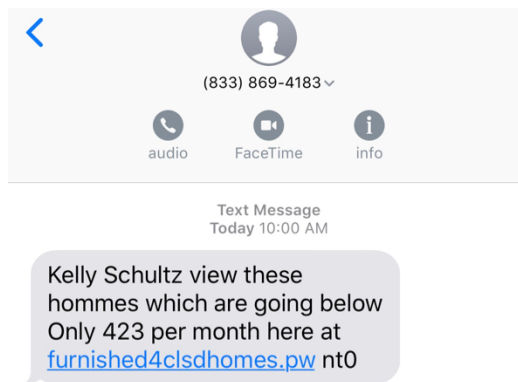 (833) 869-4183
audio
FaceTime
info
Text Message
Today 10:00 AM
Kelly Schultz view these
hommes which are going below
Only 423 per month here at
furnished4clsdhomes.pw nt0